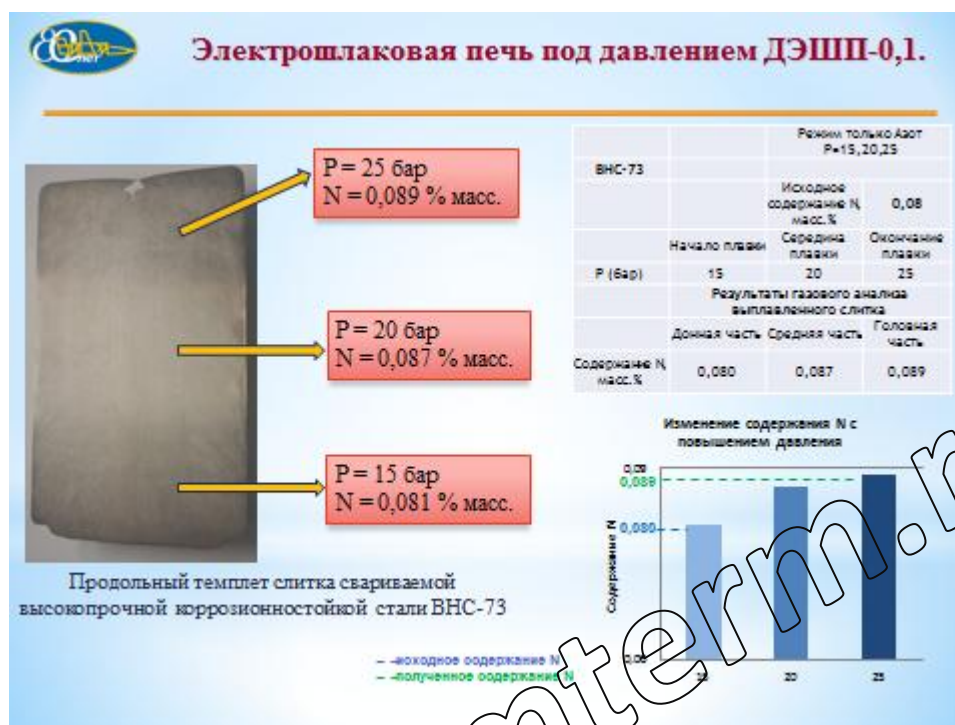 Электрошлаковая печь под давлением ДЭШП-0,1.
P = 25 бар
N = 0,089 % масс.
P = 20 бар
N = 0,087 % масс.
P = 15 бар
N = 0,081 % масс.
Продольный темплет слитка свариваемой
высокопрочной коррозионностойкой стали ВНС-73
Режим только Азот
P=15,20,25
ВНС-73
Исходное
содержание N,
масс.%
0,08
Начало плавки
Середина
плавки
Окончание
плавки
P (бар) 15 20 25
Результаты газового анализа
выплавленного слитка
Донная часть Средняя часть Головная
часть
Содержание N,
масс.%
0,080 0,087 0,089
Изменение содержания N с
повышением давления
0,09
0,089
0,080
Содержание N
20 25
исходное содержание N
полученное содержание N
mterm.r